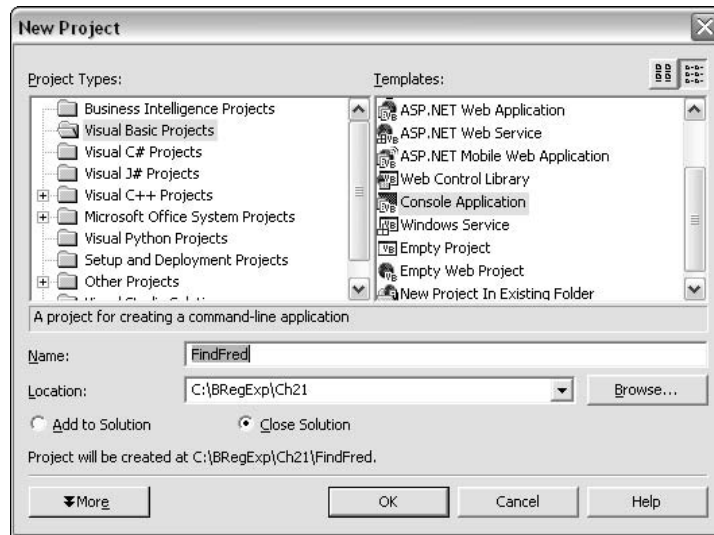 New Project
Project Types:
Templates:
Business Intelligence Projects
Visual Basic Projects
Visual C# Projects
Visual J# Projects
Visual C++ Projects
Microsoft Office System Projects
Visual Python Projects
Setup and Deployment Projects
Other Projects
ASP.NET Web Application
ASP.NET Web Service
ASP.NET Mobile Web Application
Web Control Library
Console Application
Windows Service
Empty Project
Empty Web Project
New Project In Existing Folder
A project for creating a command-line application
Name:
FindFred
Location:
C:\BRegExp\Ch21
Browse...
Add to Solution
Close Solution
Project will be created at C:\BRegExp\Ch21\FindFred.
More
OK
Cancel
Help